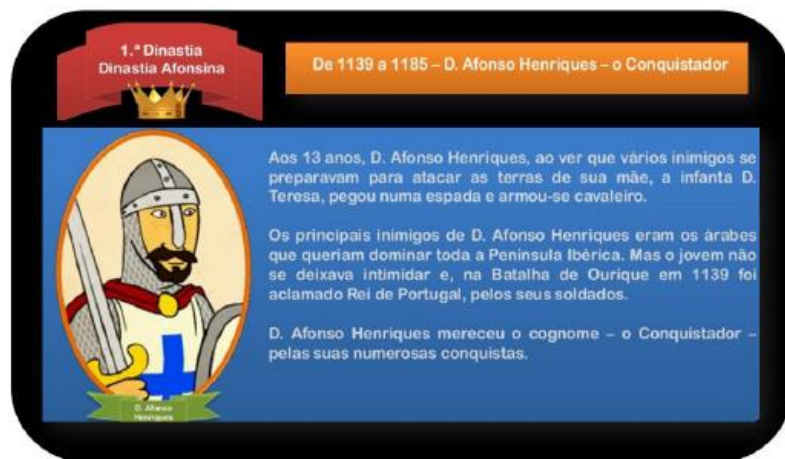 1.ª Dinastia
Dinastia Afonsina
De 1139 a 1185 – D. Afonso Henriques – o Conquistador
Aos 13 anos, D. Afonso Henriques, ao ver que vários inimigos se
preparavam para atacar as terras de sua mãe, a infanta D.
Teresa, pegou numa espada e armou-se cavaleiro.
Os principais inimigos de D. Afonso Henriques eram os árabes
que queriam dominar toda a Península Ibérica. Mas o jovem não
se deixava intimidar e, na Batalha de Ourique em 1139 foi
aclamado Rei de Portugal, pelos seus soldados.
D. Afonso Henriques mereceu o cognome – o Conquistador –
pelas suas numerosas conquistas.
D. Afonso
Henriques